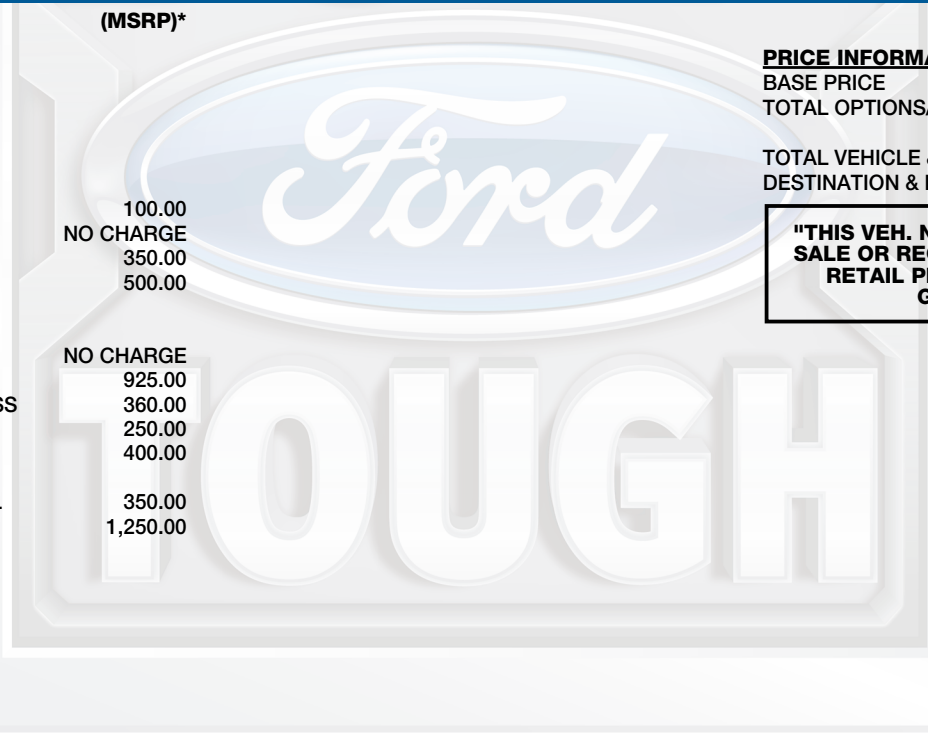 (MSRP)*
100.00
NO CHARGE
350.00
500.00
NO CHARGE
925.00
SS 360.00
250.00
400.00
350.00
1,250.00
PRICE INFORMA
BASE PRICE
TOTAL OPTIONS
TOTAL VEHICLE
DESTINATION &
"THIS VEH. N
SALE OR REC
RETAIL P
G
Ford
TOUGH